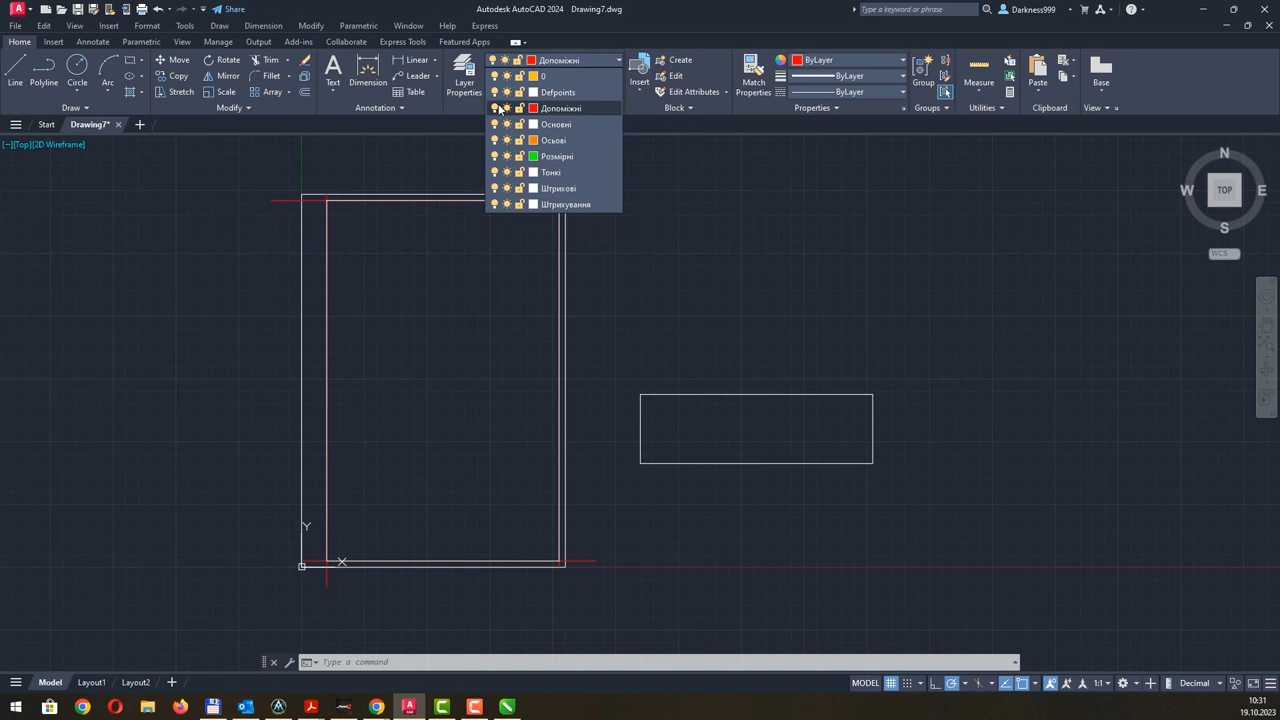 Share
Autodesk AutoCAD 2024 Drawing7.dwg
Type a keyword or phrase
Darkness999
File Edit View Insert Format Tools Draw Dimension Modify Parametric Window Help Express
Home Insert Annotate Parametric View Manage Output Add-ins Collaborate Express Tools Featured Apps
Line Polyline Circle Arc
Draw
Move Rotate Trim
Copy Mirror Fillet
Stretch Scale Array
Modify
Text Dimension
Linear
Leader
Table
Annotation
Layer Properties
Допоміжні
0
Defpoints
Допоміжні
Основні
Осьові
Розмірні
Тонкі
Штрихові
Штрихування
Insert
Create
Edit
Edit Attributes
Block
Match Properties
ByLayer
ByLayer
ByLayer
Properties
Group
Groups
Measure
Utilities
Paste
Clipboard
Base
Start Drawing7*
[−][Top][2D Wireframe]
N
W TOP E
S
WCS
Y
X
Type a command
Model Layout1 Layout2
MODEL 1:1 Decimal
10:31
19.10.2023